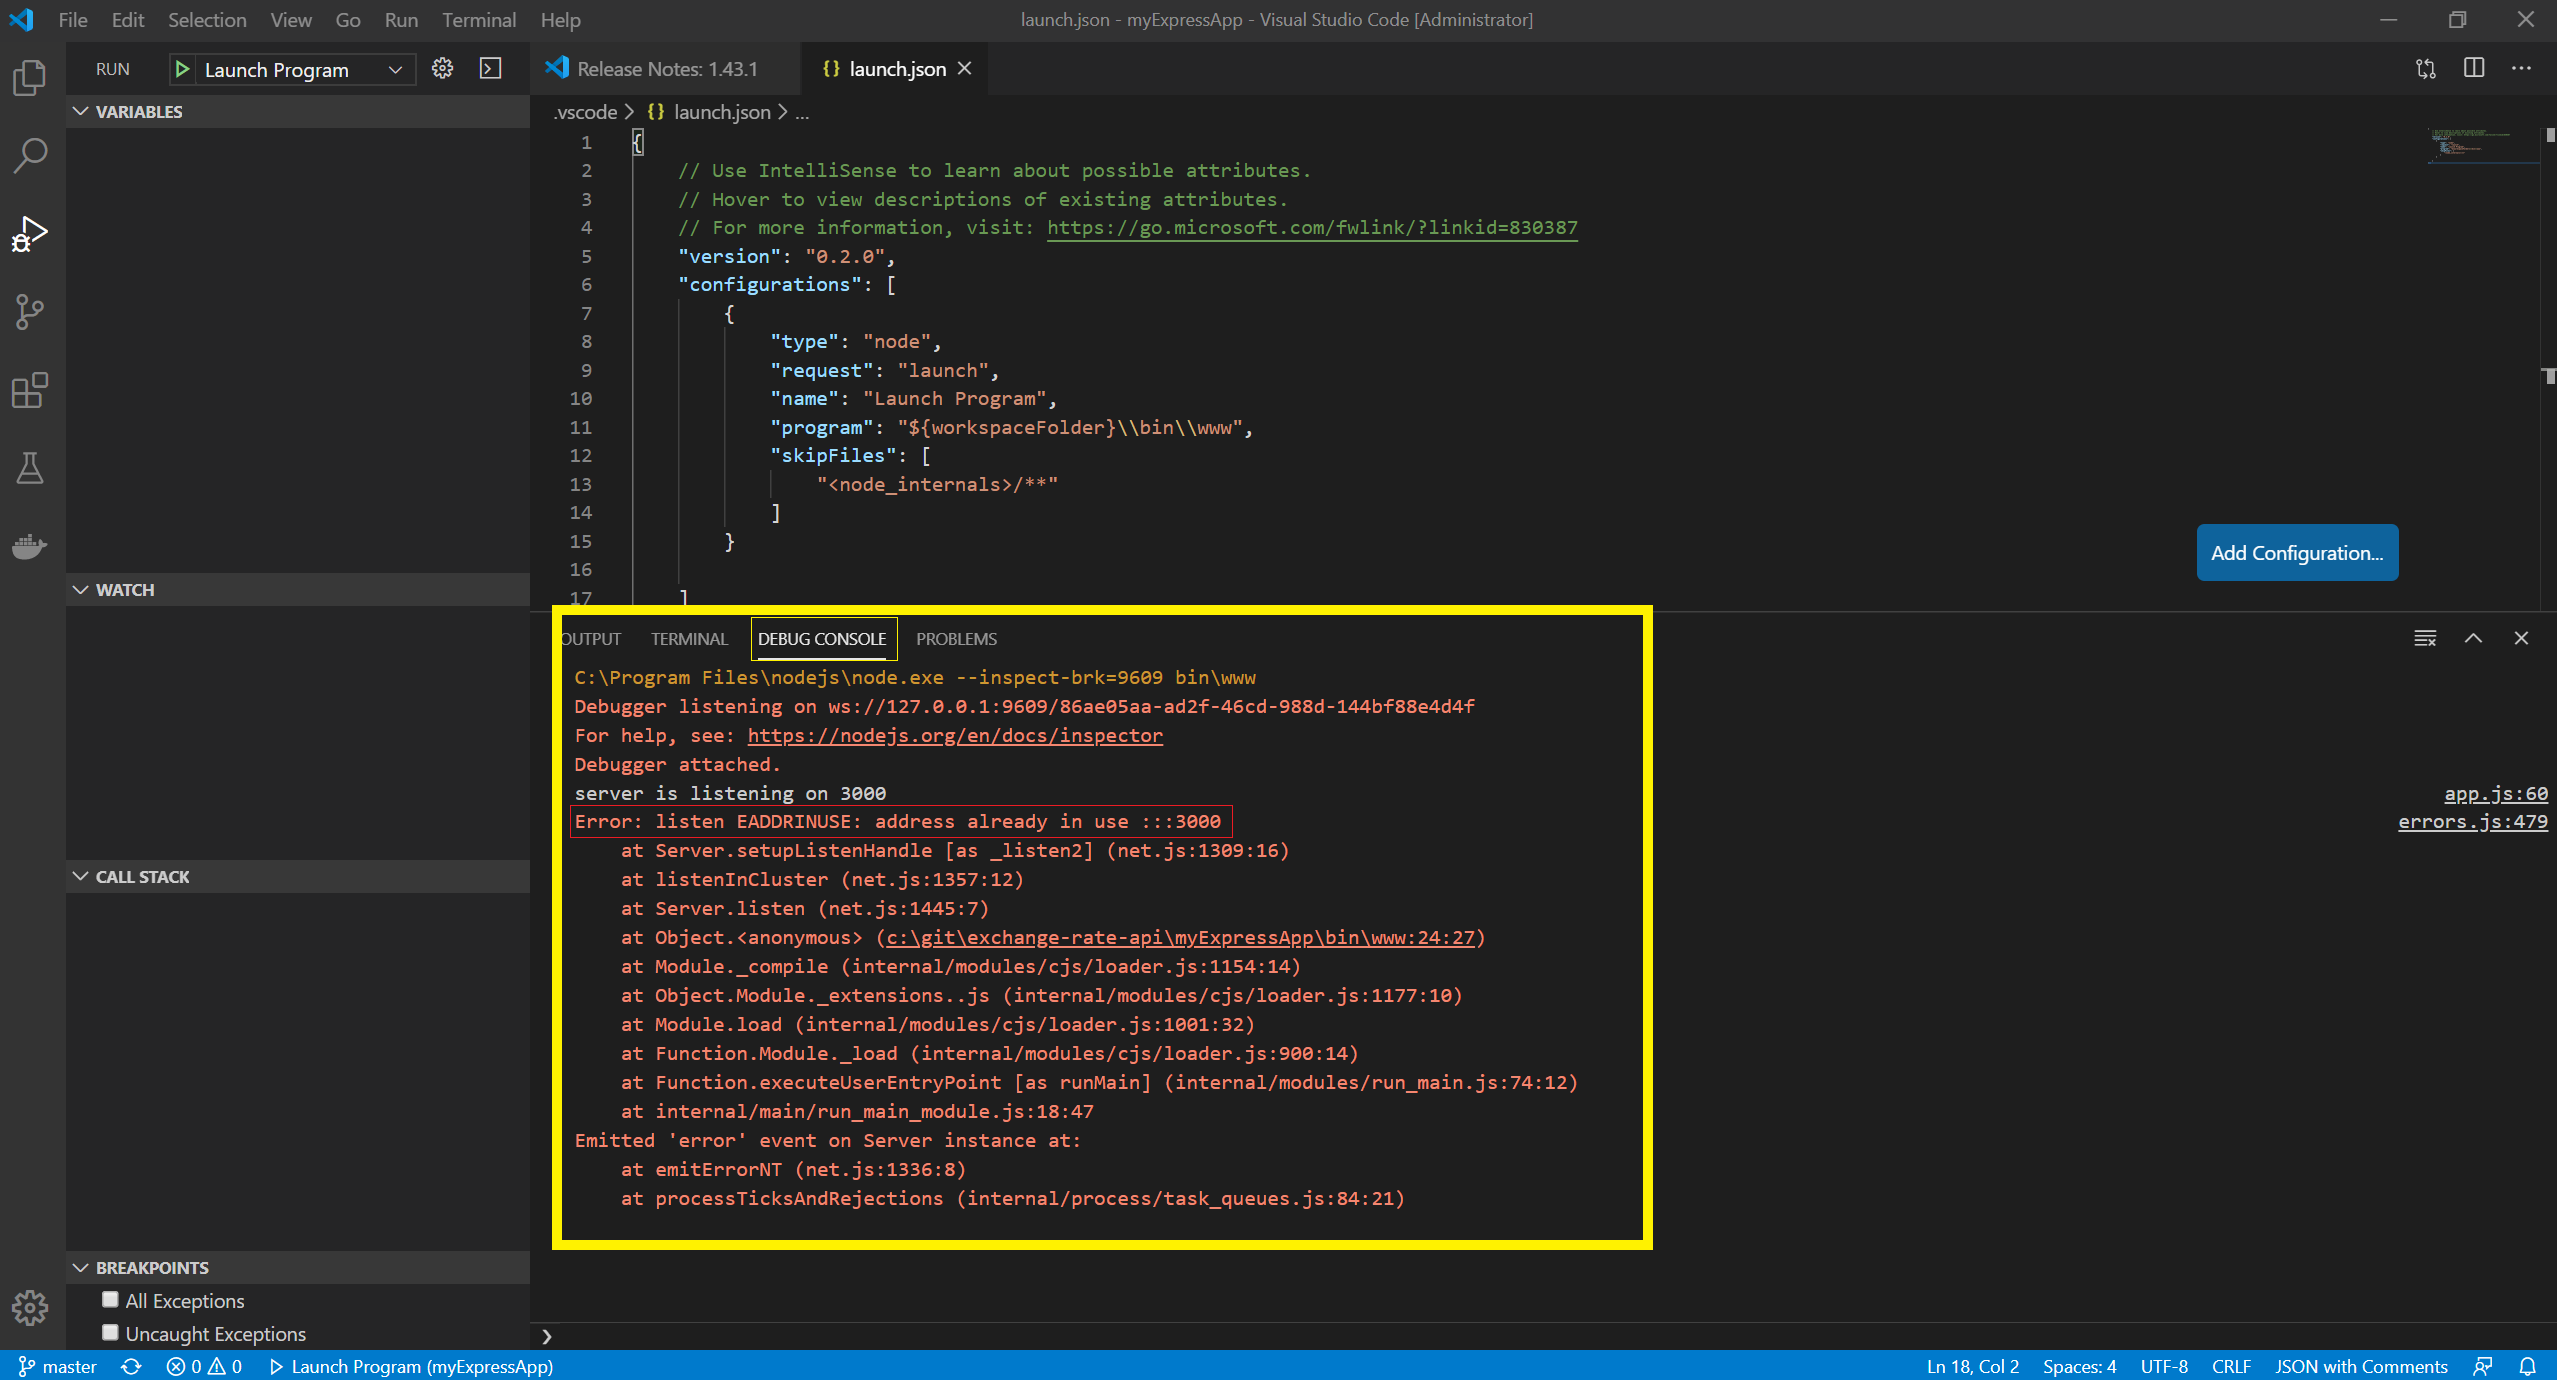 File Edit Selection View Go Run Terminal Help
launch.json - myExpressApp - Visual Studio Code [Administrator]
RUN Launch Program
Release Notes: 1.43.1
{} launch.json
VARIABLES
WATCH
CALL STACK
BREAKPOINTS
All Exceptions
Uncaught Exceptions
.vscode > {} launch.json > ...
1 {
2 // Use IntelliSense to learn about possible attributes.
3 // Hover to view descriptions of existing attributes.
4 // For more information, visit: https://go.microsoft.com/fwlink/?linkid=830387
5 "version": "0.2.0",
6 "configurations": [
7 {
8 "type": "node",
9 "request": "launch",
10 "name": "Launch Program",
11 "program": "${workspaceFolder}\\bin\\www",
12 "skipFiles": [
13 "<node_internals>/**"
14 ]
15 }
16
17 ]
Add Configuration...
OUTPUT TERMINAL DEBUG CONSOLE PROBLEMS
C:\Program Files\nodejs\node.exe --inspect-brk=9609 bin\www
Debugger listening on ws://127.0.0.1:9609/86ae05aa-ad2f-46cd-988d-144bf88e4d4f
For help, see: https://nodejs.org/en/docs/inspector
Debugger attached.
server is listening on 3000 app.js:60
Error: listen EADDRINUSE: address already in use :::3000 errors.js:479
at Server.setupListenHandle [as _listen2] (net.js:1309:16)
at listenInCluster (net.js:1357:12)
at Server.listen (net.js:1445:7)
at Object.<anonymous> (c:\git\exchange-rate-api\myExpressApp\bin\www:24:27)
at Module._compile (internal/modules/cjs/loader.js:1154:14)
at Object.Module._extensions..js (internal/modules/cjs/loader.js:1177:10)
at Module.load (internal/modules/cjs/loader.js:1001:32)
at Function.Module._load (internal/modules/cjs/loader.js:900:14)
at Function.executeUserEntryPoint [as runMain] (internal/modules/run_main.js:74:12)
at internal/main/run_main_module.js:18:47
Emitted 'error' event on Server instance at:
at emitErrorNT (net.js:1336:8)
at processTicksAndRejections (internal/process/task_queues.js:84:21)
master 0 0 Launch Program (myExpressApp) Ln 18, Col 2 Spaces: 4 UTF-8 CRLF JSON with Comments